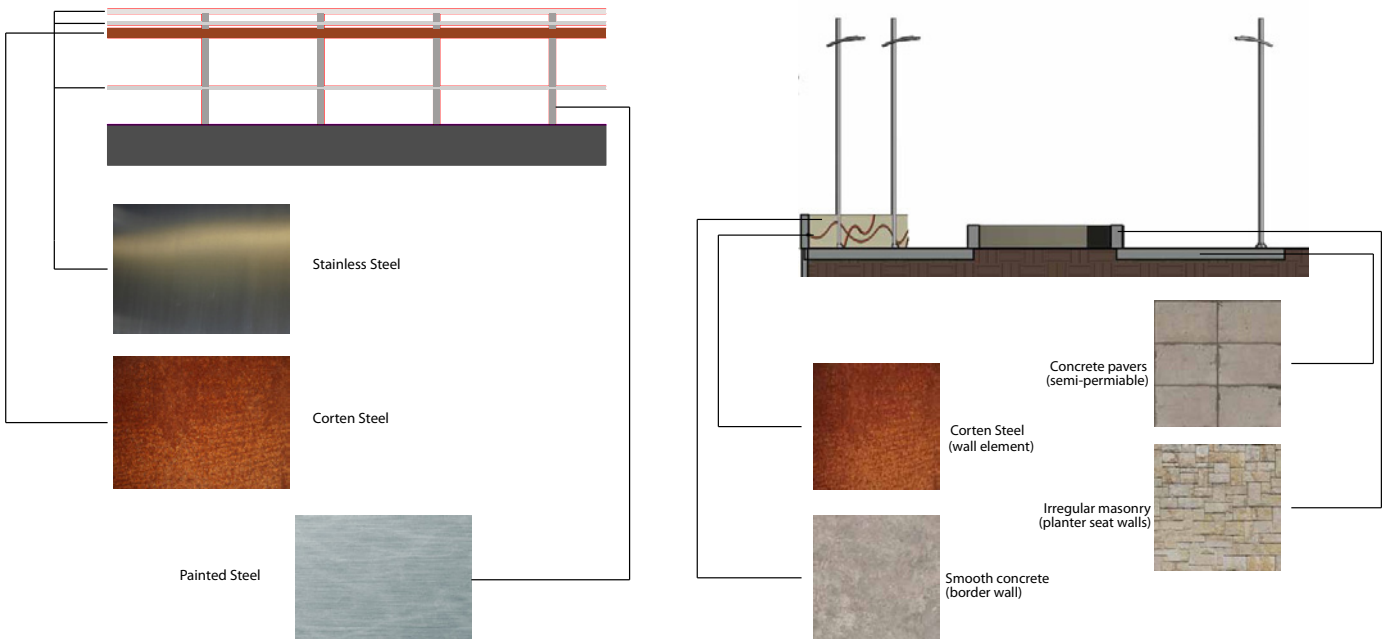 Stainless Steel
Corten Steel
Painted Steel
Concrete pavers
(semi-permiable)
Corten Steel
(wall element)
Irregular masonry
(planter seat walls)
Smooth concrete
(border wall)